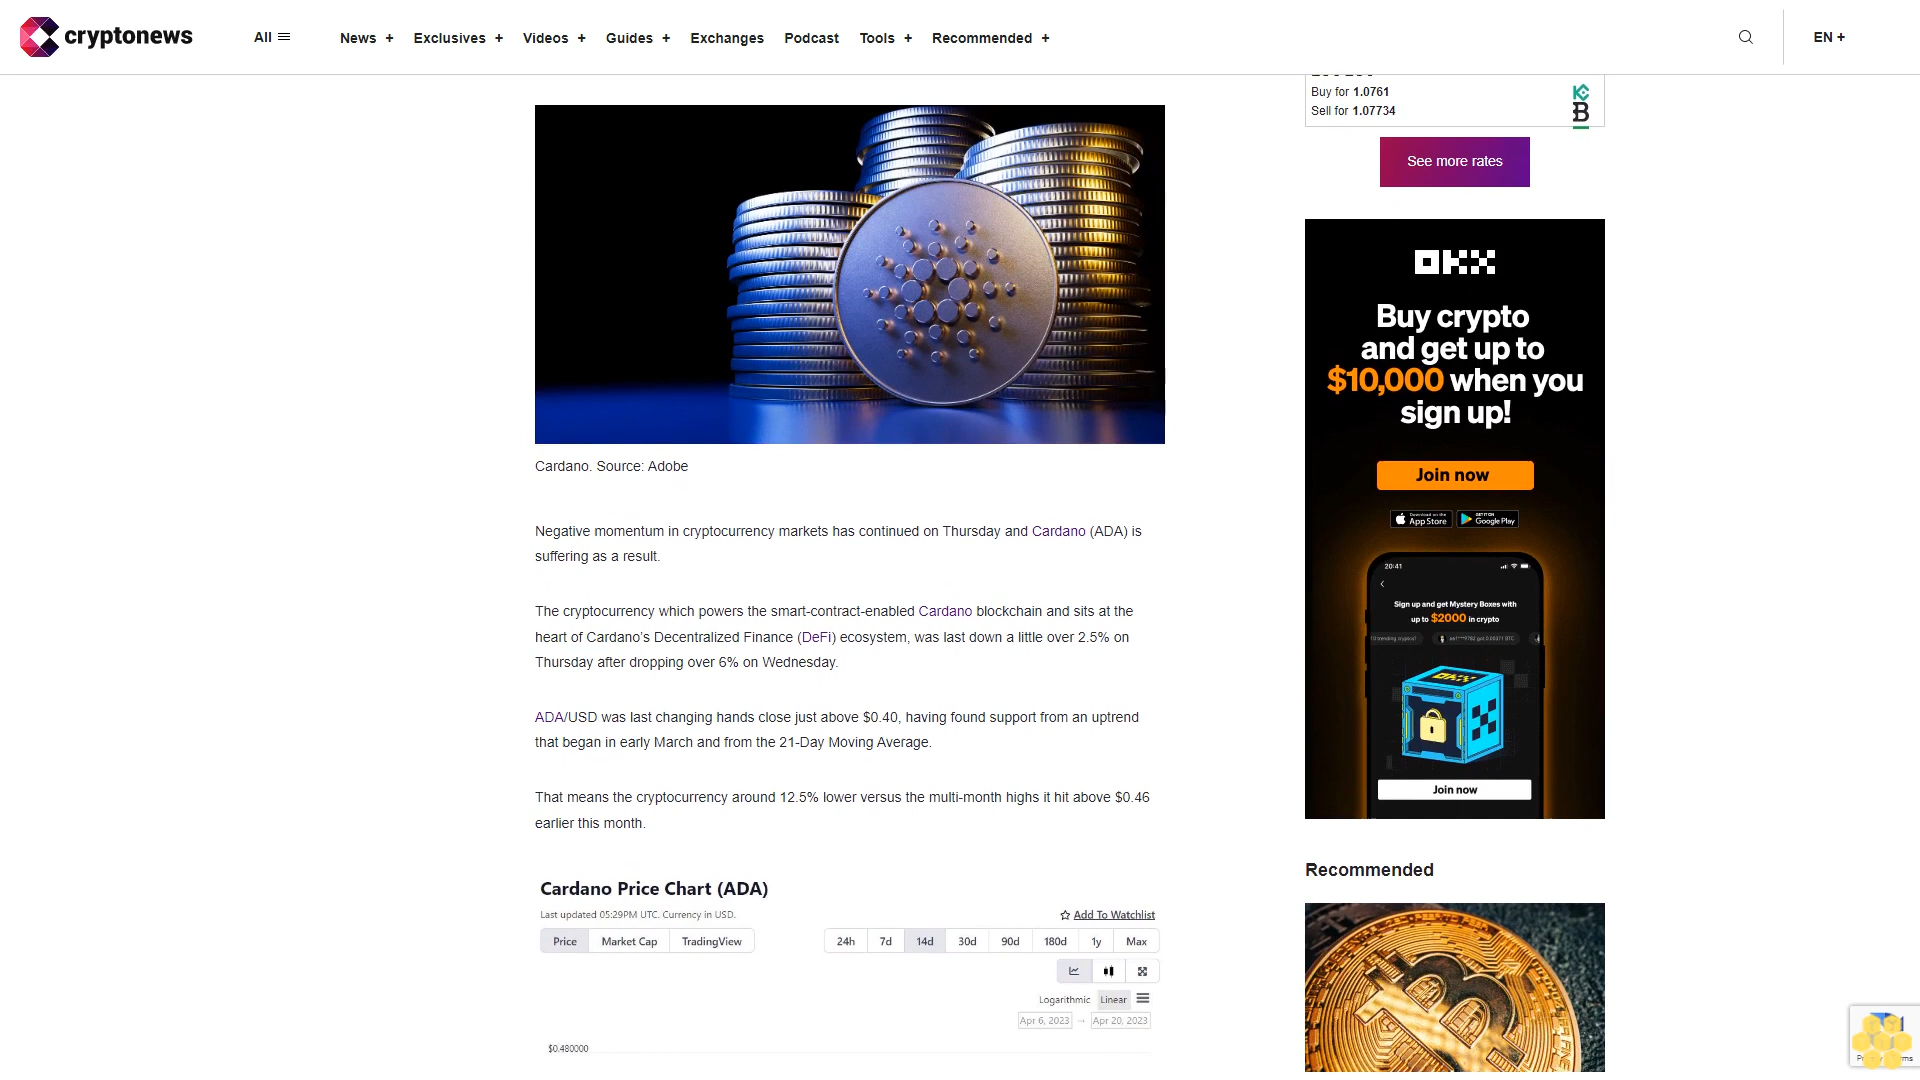 cryptonews
All
News +
Exclusives +
Videos +
Guides +
Exchanges
Podcast
Tools +
Recommended +
EN +
Buy for 1.0761
Sell for 1.07734
See more rates
Cardano. Source: Adobe
Negative momentum in cryptocurrency markets has continued on Thursday and Cardano (ADA) is
suffering as a result.
The cryptocurrency which powers the smart-contract-enabled Cardano blockchain and sits at the
heart of Cardano’s Decentralized Finance (DeFi) ecosystem, was last down a little over 2.5% on
Thursday after dropping over 6% on Wednesday.
ADA/USD was last changing hands close just above $0.40, having found support from an uptrend
that began in early March and from the 21-Day Moving Average.
That means the cryptocurrency around 12.5% lower versus the multi-month highs it hit above $0.46
earlier this month.
Cardano Price Chart (ADA)
Last updated 05:29PM UTC. Currency in USD.
Add To Watchlist
Price
Market Cap
TradingView
24h
7d
14d
30d
90d
180d
1y
Max
Logarithmic
Linear
Apr 6, 2023 → Apr 20, 2023
$0.480000
OKX
Buy crypto
and get up to
$10,000 when you
sign up!
Join now
Download on the
App Store
GET IT ON
Google Play
20:41
Sign up and get Mystery Boxes with
up to $2000 in crypto
OKX
Join now
Recommended